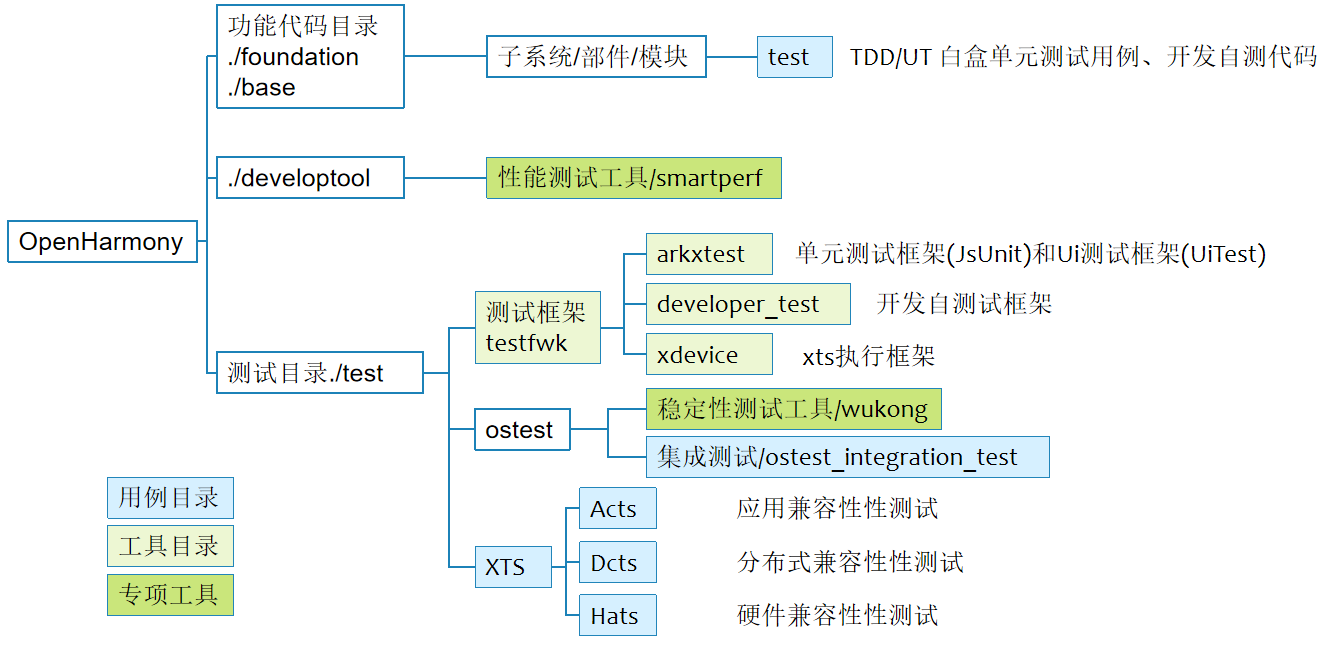 功能代码目录
./foundation
./base
子系统/部件/模块
test
TDD/UT 白盒单元测试用例、开发自测代码
./developtool
性能测试工具/smartperf
OpenHarmony
测试目录./test
测试框架
testfwk
arkxtest
单元测试框架(JsUnit)和Ui测试框架(UiTest)
developer_test
开发自测试框架
xdevice
xts执行框架
ostest
稳定性测试工具/wukong
集成测试/ostest_integration_test
XTS
Acts
应用兼容性性测试
Dcts
分布式兼容性性测试
Hats
硬件兼容性性测试
用例目录
工具目录
专项工具